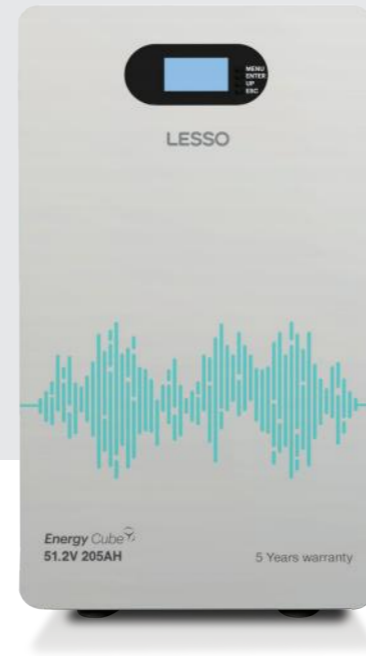 MENU
ENTER
UP
ESC
LESSO
Energy Cube
51.2V 205AH
5 Years warranty